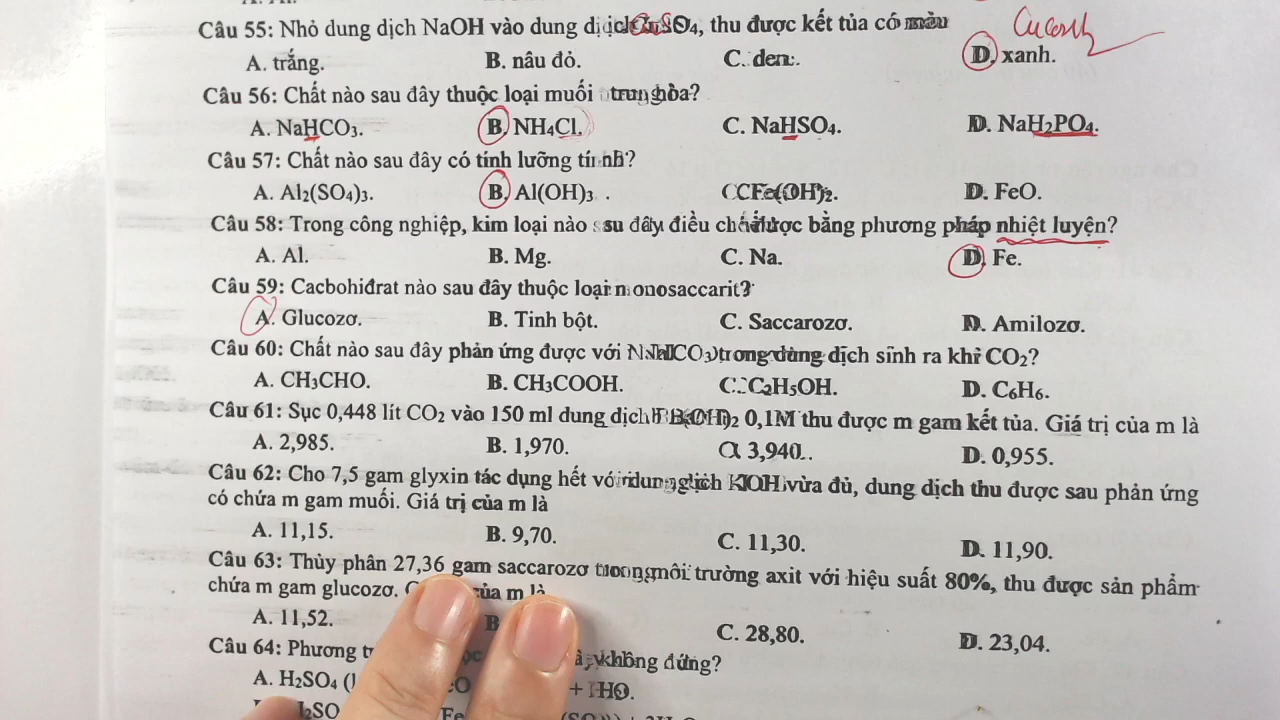 Câu 55: Nhỏ dung dịch NaOH vào dung dịch CuSO₄, thu được kết tủa có màu
A. trắng. B. nâu đỏ. C. đen. D. xanh.
Câu 56: Chất nào sau đây thuộc loại muối trung hòa?
A. NaHCO₃. B. NH₄Cl. C. NaHSO₄. D. NaH₂PO₄.
Câu 57: Chất nào sau đây có tính lưỡng tính?
A. Al₂(SO₄)₃. B. Al(OH)₃ . C. Fe(OH)₂. D. FeO.
Câu 58: Trong công nghiệp, kim loại nào sau đây điều chế được bằng phương pháp nhiệt luyện?
A. Al. B. Mg. C. Na. D. Fe.
Câu 59: Cacbohiđrat nào sau đây thuộc loại monosaccarit?
A. Glucozơ. B. Tinh bột. C. Saccarozơ. D. Amilozơ.
Câu 60: Chất nào sau đây phản ứng được với NaHCO₃ trong dung dịch sinh ra khí CO₂?
A. CH₃CHO. B. CH₃COOH. C. C₂H₅OH. D. C₆H₆.
Câu 61: Sục 0,448 lít CO₂ vào 150 ml dung dịch Ba(OH)₂ 0,1M thu được m gam kết tủa. Giá trị của m là
A. 2,985. B. 1,970. C. 3,940. D. 0,955.
Câu 62: Cho 7,5 gam glyxin tác dụng hết với dung dịch KOH vừa đủ, dung dịch thu được sau phản ứng
có chứa m gam muối. Giá trị của m là
A. 11,15. B. 9,70. C. 11,30. D. 11,90.
Câu 63: Thủy phân 27,36 gam saccarozơ trong môi trường axit với hiệu suất 80%, thu được sản phẩm
chứa m gam glucozơ. của m là
A. 11,52. B C. 28,80. D. 23,04.
Câu 64: Phương không đúng?
A. H₂SO₄